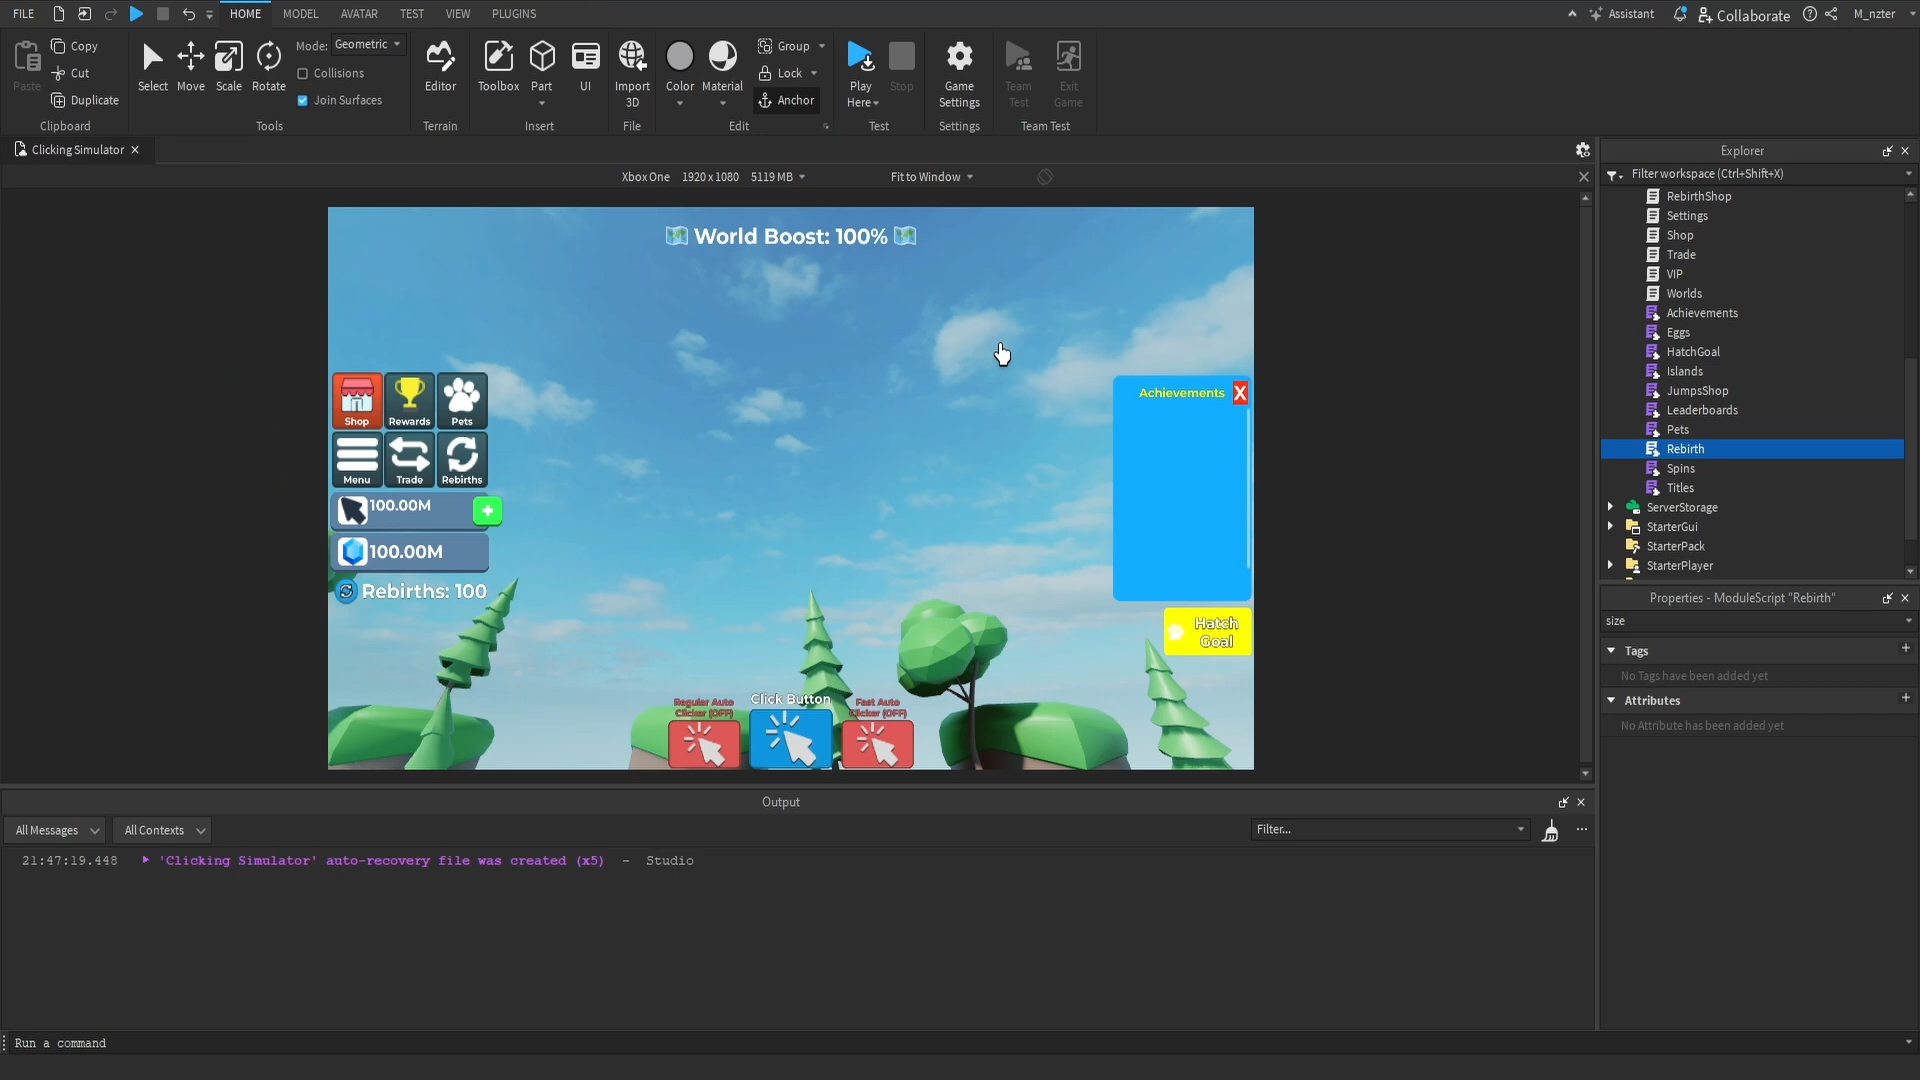 FILE HOME MODEL AVATAR TEST VIEW PLUGINS Assistant Collaborate M_nzter
Paste Copy Cut Duplicate
Clipboard
Select Move Scale Rotate
Mode: Geometric
Collisions
Join Surfaces
Tools
Editor
Terrain
Toolbox Part UI
Insert
Import
3D
File
Color Material
Group
Lock
Anchor
Edit
Play
Here
Stop
Test
Game
Settings
Settings
Team
Test
Exit
Game
Team Test
Clicking Simulator
Xbox One 1920 x 1080 5119 MB Fit to Window
World Boost: 100%
Shop Rewards Pets
Menu Trade Rebirths
100.00M
+
100.00M
Rebirths: 100
Achievements X
Hatch
Goal
Regular Auto
Clicker (OFF)
Click Button
Fast Auto
Clicker (OFF)
Explorer
Filter workspace (Ctrl+Shift+X)
RebirthShop
Settings
Shop
Trade
VIP
Worlds
Achievements
Eggs
HatchGoal
Islands
JumpsShop
Leaderboards
Pets
Rebirth
Spins
Titles
ServerStorage
StarterGui
StarterPack
StarterPlayer
Properties - ModuleScript "Rebirth"
size
Tags
No Tags have been added yet
Attributes
No Attribute has been added yet
Output
All Messages All Contexts Filter...
21:47:19.448 'Clicking Simulator' auto-recovery file was created (x5) - Studio
Run a command